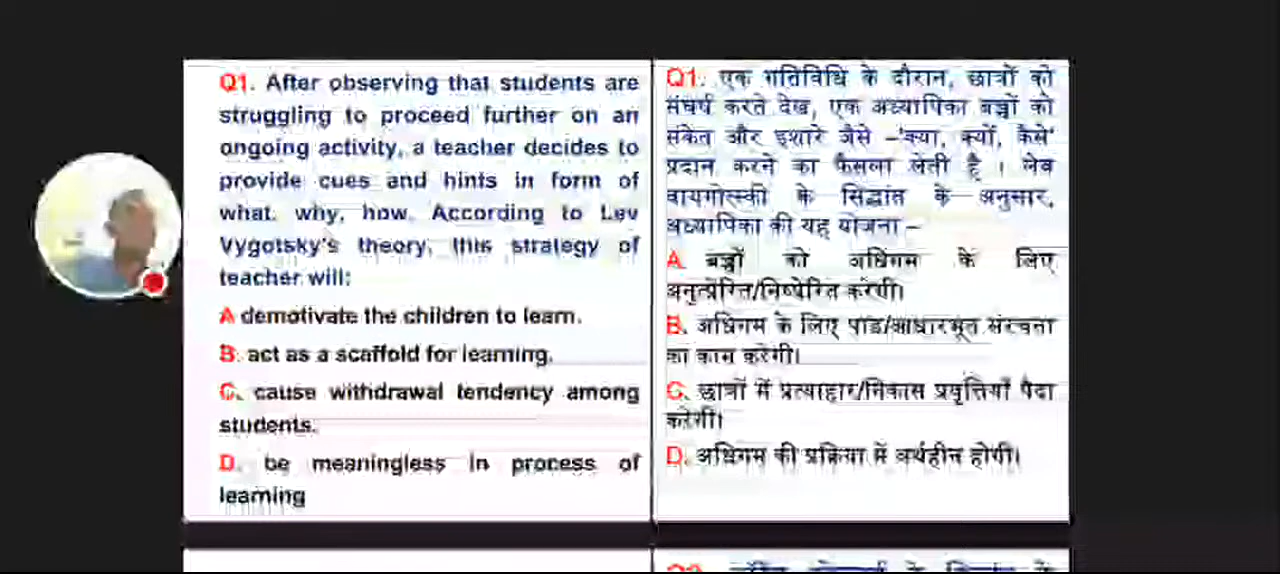 Q1. After observing that students are
struggling to proceed further on an
ongoing activity, a teacher decides to
provide cues and hints in form of
what, why, how. According to Lev
Vygotsky's theory, this strategy of
teacher will:
A demotivate the children to learn.
B. act as a scaffold for learning.
C. cause withdrawal tendency among
students.
D. be meaningless in process of
learning
Q1. एक गतिविधि के दौरान, छात्रों को
संघर्ष करते देख, एक अध्यापिका बच्चों को
संकेत और इशारे जैसे –'क्या, क्यों, कैसे'
प्रदान करने का फैसला लेती है । लेव
वायगोत्स्की के सिद्धांत के अनुसार,
अध्यापिका की यह योजना –
A. बच्चों को अधिगम के लिए
अनुत्प्रेरित/निष्प्रेरित करेगी।
B. अधिगम के लिए पाड/आधारभूत संरचना
का काम करेगी।
C. छात्रों में प्रत्याहार/निकास प्रवृत्तियाँ पैदा
करेगी।
D. अधिगम की प्रक्रिया में अर्थहीन होगी।